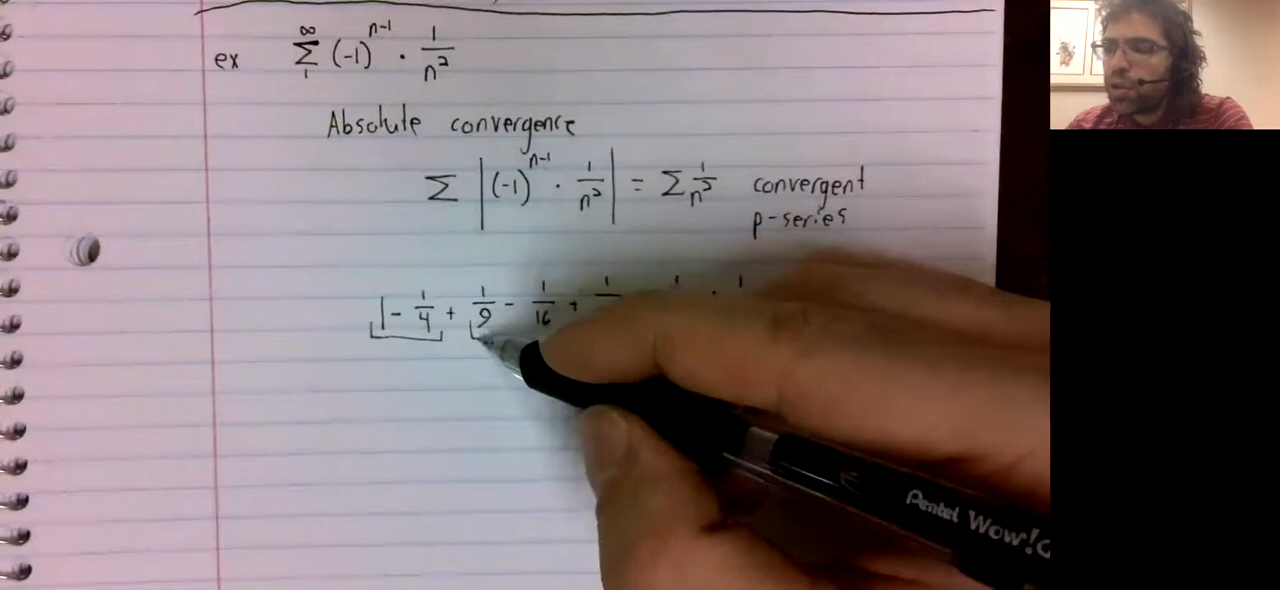 ex ∞ Σ 1 (-1)^{n-1} · 1/n²
Absolute convergence
Σ |(-1)^{n-1} · 1/n²| = Σ 1/n² convergent
p-series
1 - 1/4 + 1/9 - 1/16 +
Pentel Wow!